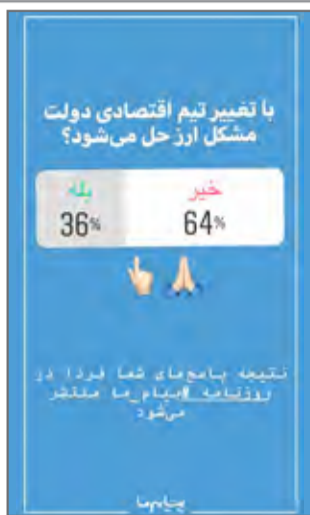 با تغییر تیم اقتصادی دولت
مشکل ارز حل می‌شود؟
بله خیر
36% 64%
نتیجه پاسخ‌های شما فردا در
روزنامه #پیام_ما منتشر
می‌شود
پیام‌ما